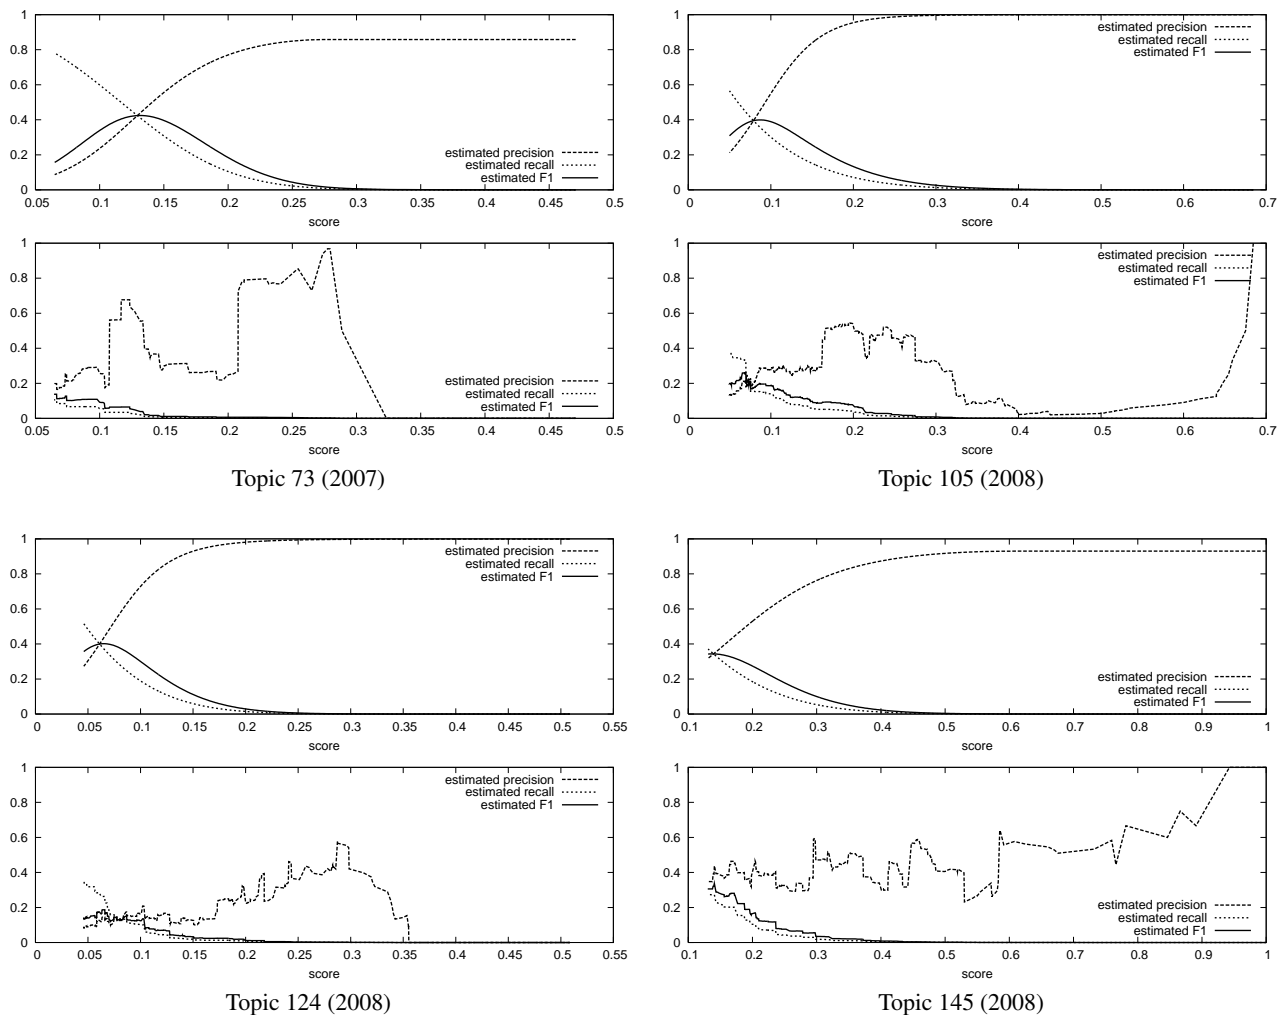 1
0.8
0.6
0.4
0.2
0
estimated precision
estimated recall
estimated F1
0.05 0.1 0.15 0.2 0.25 0.3 0.35 0.4 0.45 0.5
score
1
0.8
0.6
0.4
0.2
0
estimated precision
estimated recall
estimated F1
0.05 0.1 0.15 0.2 0.25 0.3 0.35 0.4 0.45 0.5
score
Topic 73 (2007)
1
0.8
0.6
0.4
0.2
0
estimated precision
estimated recall
estimated F1
0 0.1 0.2 0.3 0.4 0.5 0.6 0.7
score
1
0.8
0.6
0.4
0.2
0
estimated precision
estimated recall
estimated F1
0 0.1 0.2 0.3 0.4 0.5 0.6 0.7
score
Topic 105 (2008)
1
0.8
0.6
0.4
0.2
0
estimated precision
estimated recall
estimated F1
0 0.05 0.1 0.15 0.2 0.25 0.3 0.35 0.4 0.45 0.5 0.55
score
1
0.8
0.6
0.4
0.2
0
estimated precision
estimated recall
estimated F1
0 0.05 0.1 0.15 0.2 0.25 0.3 0.35 0.4 0.45 0.5 0.55
score
Topic 124 (2008)
1
0.8
0.6
0.4
0.2
0
estimated precision
estimated recall
estimated F1
0.1 0.2 0.3 0.4 0.5 0.6 0.7 0.8 0.9 1
score
1
0.8
0.6
0.4
0.2
0
estimated precision
estimated recall
estimated F1
0.1 0.2 0.3 0.4 0.5 0.6 0.7 0.8 0.9 1
score
Topic 145 (2008)